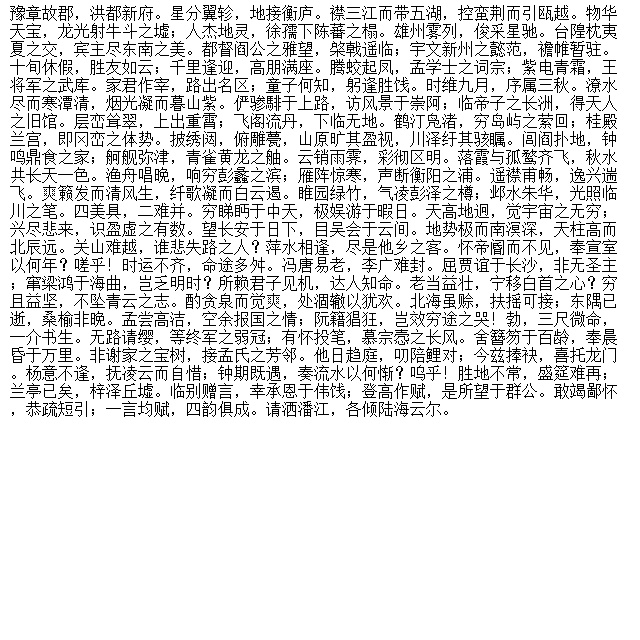 豫章故郡，洪都新府。星分翼轸，地接衡庐。襟三江而带五湖，控蛮荆而引瓯越。物华
天宝，龙光射牛斗之墟；人杰地灵，徐孺下陈蕃之榻。雄州雾列，俊采星驰。台隍枕夷
夏之交，宾主尽东南之美。都督阎公之雅望，棨戟遥临；宇文新州之懿范，襜帷暂驻。
十旬休假，胜友如云；千里逢迎，高朋满座。腾蛟起凤，孟学士之词宗；紫电青霜，王
将军之武库。家君作宰，路出名区；童子何知，躬逢胜饯。时维九月，序属三秋。潦水
尽而寒潭清，烟光凝而暮山紫。俨骖騑于上路，访风景于崇阿；临帝子之长洲，得天人
之旧馆。层峦耸翠，上出重霄；飞阁流丹，下临无地。鹤汀凫渚，穷岛屿之萦回；桂殿
兰宫，即冈峦之体势。披绣闼，俯雕甍，山原旷其盈视，川泽纡其骇瞩。闾阎扑地，钟
鸣鼎食之家；舸舰弥津，青雀黄龙之舳。云销雨霁，彩彻区明。落霞与孤鹜齐飞，秋水
共长天一色。渔舟唱晚，响穷彭蠡之滨；雁阵惊寒，声断衡阳之浦。遥襟甫畅，逸兴遄
飞。爽籁发而清风生，纤歌凝而白云遏。睢园绿竹，气凌彭泽之樽；邺水朱华，光照临
川之笔。四美具，二难并。穷睇眄于中天，极娱游于暇日。天高地迥，觉宇宙之无穷；
兴尽悲来，识盈虚之有数。望长安于日下，目吴会于云间。地势极而南溟深，天柱高而
北辰远。关山难越，谁悲失路之人？萍水相逢，尽是他乡之客。怀帝阍而不见，奉宣室
以何年？嗟乎！时运不齐，命途多舛。冯唐易老，李广难封。屈贾谊于长沙，非无圣主
；窜梁鸿于海曲，岂乏明时？所赖君子见机，达人知命。老当益壮，宁移白首之心？穷
且益坚，不坠青云之志。酌贪泉而觉爽，处涸辙以犹欢。北海虽赊，扶摇可接；东隅已
逝，桑榆非晚。孟尝高洁，空余报国之情；阮籍猖狂，岂效穷途之哭！勃，三尺微命，
一介书生。无路请缨，等终军之弱冠；有怀投笔，慕宗悫之长风。舍簪笏于百龄，奉晨
昏于万里。非谢家之宝树，接孟氏之芳邻。他日趋庭，叨陪鲤对；今兹捧袂，喜托龙门
。杨意不逢，抚凌云而自惜；钟期既遇，奏流水以何惭？呜乎！胜地不常，盛筵难再；
兰亭已矣，梓泽丘墟。临别赠言，幸承恩于伟饯；登高作赋，是所望于群公。敢竭鄙怀
，恭疏短引；一言均赋，四韵俱成。请洒潘江，各倾陆海云尔。